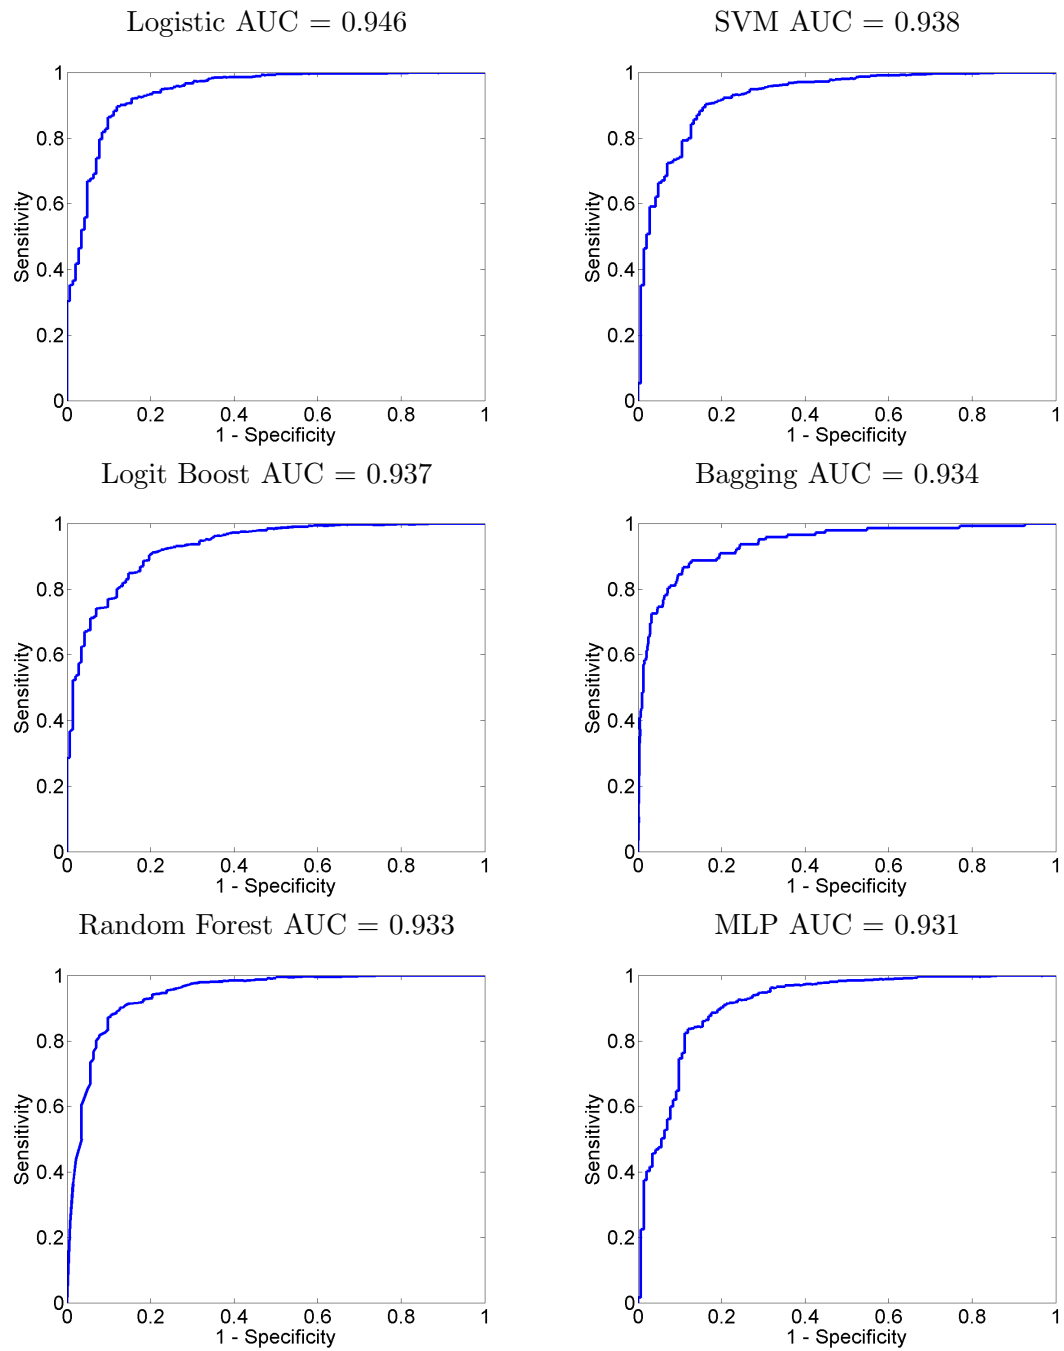 Logistic AUC = 0.946
1
0.8
0.6
0.4
0.2
0
Sensitivity
0 0.2 0.4 0.6 0.8 1
1 - Specificity
SVM AUC = 0.938
1
0.8
0.6
0.4
0.2
0
Sensitivity
0 0.2 0.4 0.6 0.8 1
1 - Specificity
Logit Boost AUC = 0.937
1
0.8
0.6
0.4
0.2
0
Sensitivity
0 0.2 0.4 0.6 0.8 1
1 - Specificity
Bagging AUC = 0.934
1
0.8
0.6
0.4
0.2
0
Sensitivity
0 0.2 0.4 0.6 0.8 1
1 - Specificity
Random Forest AUC = 0.933
1
0.8
0.6
0.4
0.2
0
Sensitivity
0 0.2 0.4 0.6 0.8 1
1 - Specificity
MLP AUC = 0.931
1
0.8
0.6
0.4
0.2
0
Sensitivity
0 0.2 0.4 0.6 0.8 1
1 - Specificity